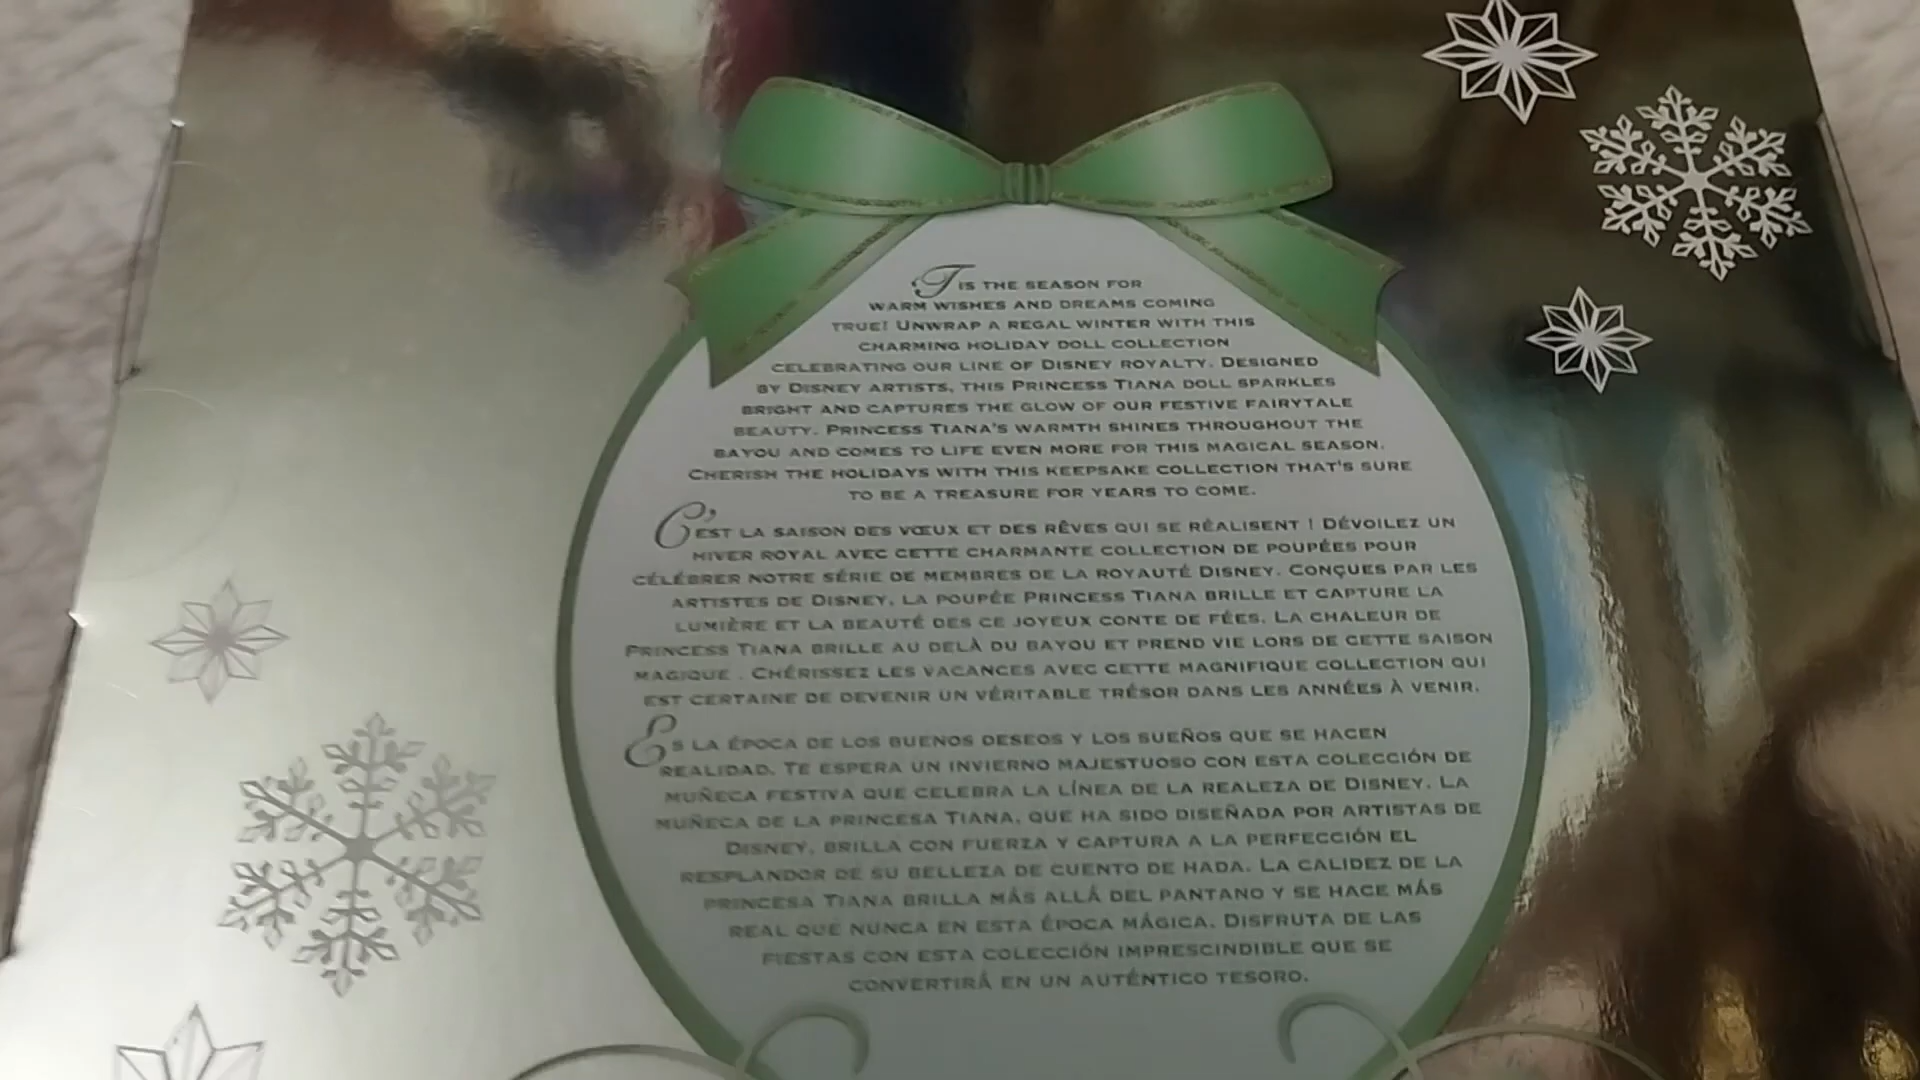 Tis the season for
warm wishes and dreams coming
true! Unwrap a regal winter with this
charming holiday doll collection
celebrating our line of Disney royalty. Designed
by Disney artists, this Princess Tiana doll sparkles
bright and captures the glow of our festive fairytale
beauty. Princess Tiana's warmth shines throughout the
bayou and comes to life even more for this magical season.
Cherish the holidays with this keepsake collection that's sure
to be a treasure for years to come.
C'est la saison des vœux et des rêves qui se réalisent ! Dévoilez un
hiver royal avec cette charmante collection de poupées pour
célébrer notre série de membres de la royauté Disney. Conçues par les
artistes de Disney, la poupée Princess Tiana brille et capture la
lumière et la beauté des ce joyeux conte de fées. La chaleur de
Princess Tiana brille au delà du bayou et prend vie lors de cette saison
magique . Chérissez les vacances avec cette magnifique collection qui
est certaine de devenir un véritable trésor dans les années à venir.
Es la época de los buenos deseos y los sueños que se hacen
realidad. Te espera un invierno majestuoso con esta colección de
muñeca festiva que celebra la línea de la realeza de Disney. La
muñeca de la princesa Tiana, que ha sido diseñada por artistas de
Disney, brilla con fuerza y captura a la perfección el
resplandor de su belleza de cuento de hada. La calidez de la
princesa Tiana brilla más allá del pantano y se hace más
real que nunca en esta época mágica. Disfruta de las
fiestas con esta colección imprescindible que se
convertirá en un auténtico tesoro.